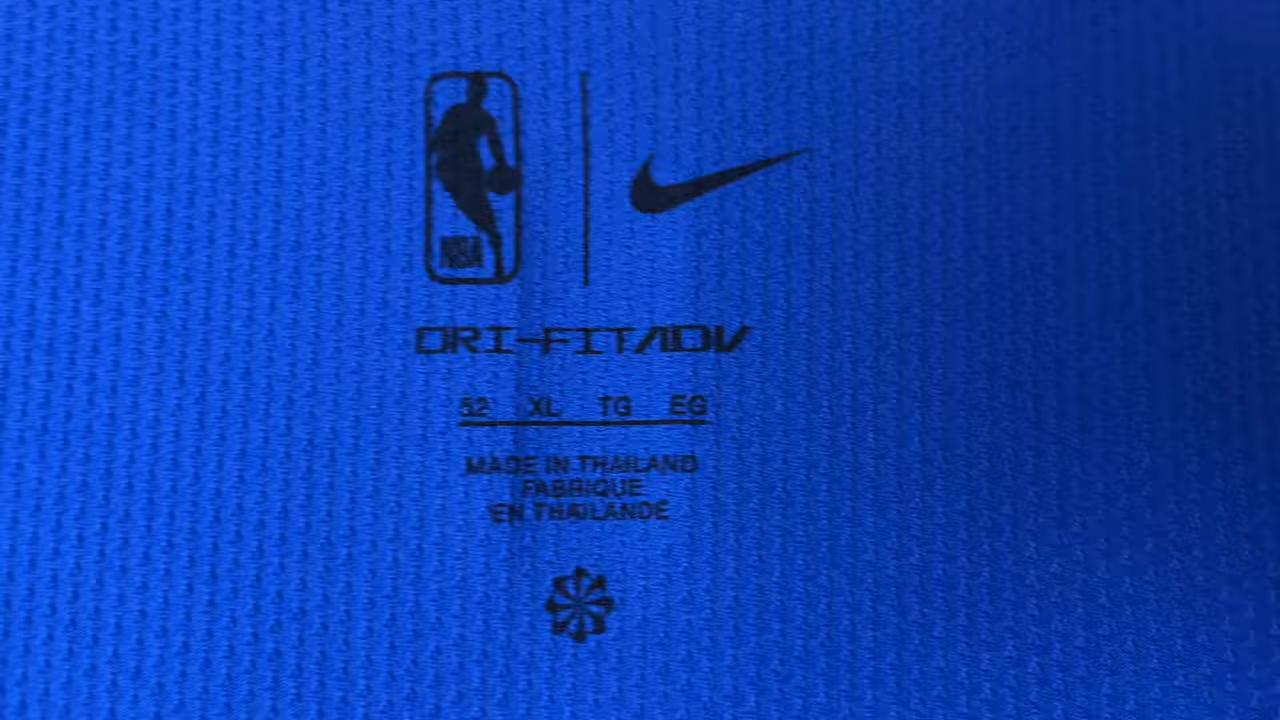 NBA
DRI-FIT ADV
52 XL TG EG
MADE IN THAILAND
FABRIQUE
EN THAILANDE